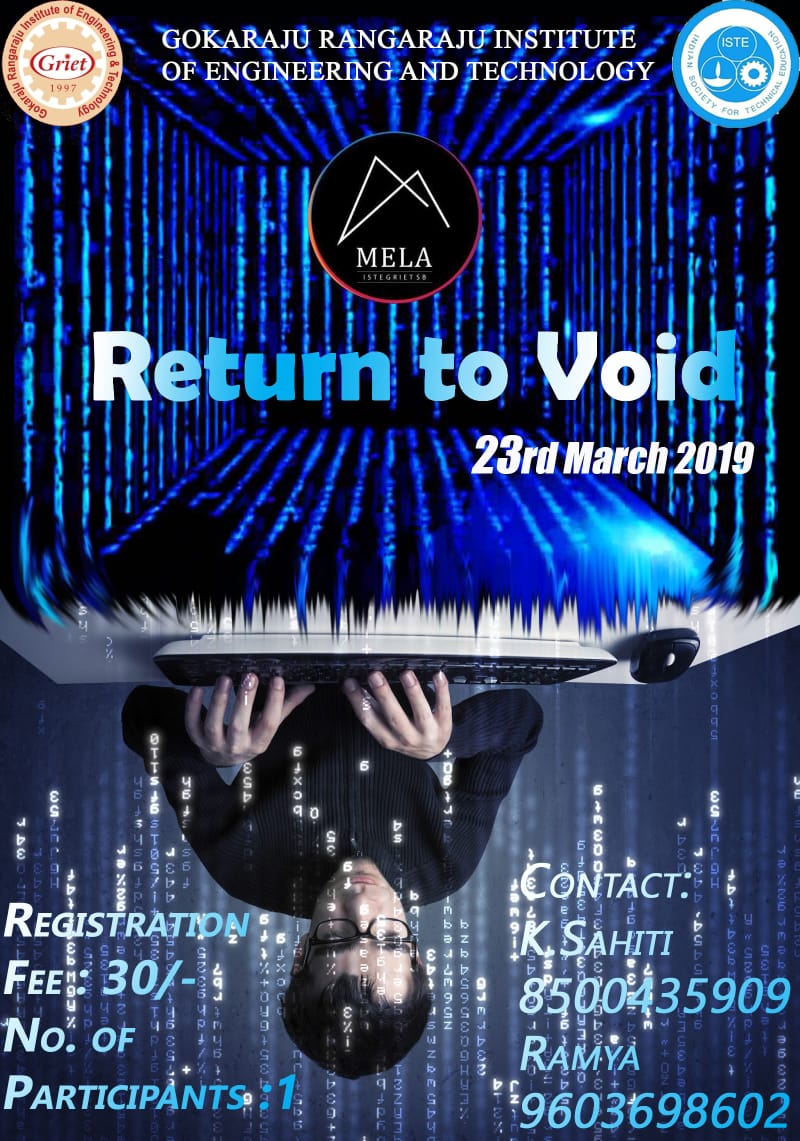 Gokaraju Rangaraju Institute of Engineering & Technology
Griet
1997
GOKARAJU RANGARAJU INSTITUTE
OF ENGINEERING AND TECHNOLOGY
ISTE
INDIAN SOCIETY FOR TECHNICAL EDUCATION
MELA
ISTEGRIETSB
Return to Void
23rd March 2019
REGISTRATION
FEE : 30/-
NO. OF
PARTICIPANTS :1
CONTACT:
K SAHITI
8500435909
RAMYA
9603698602